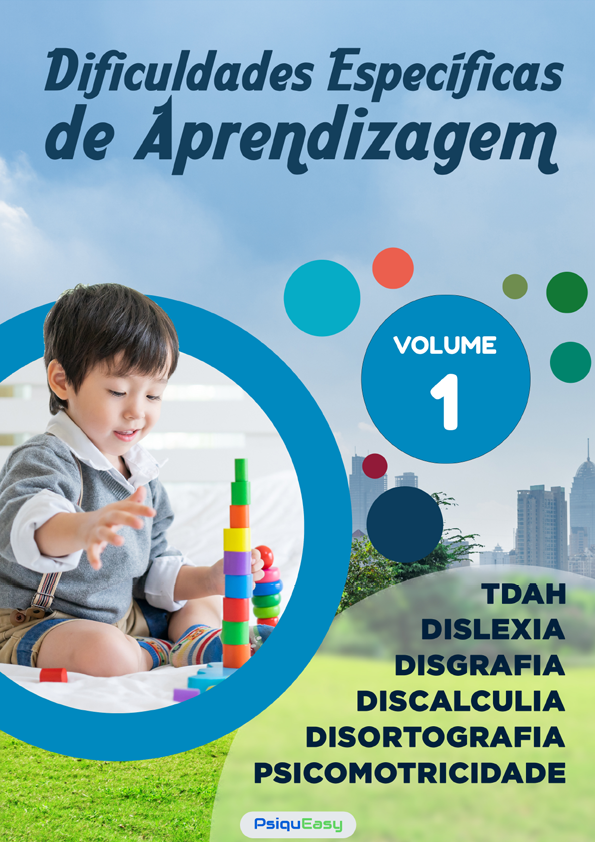 Dificuldades Específicas
de Aprendizagem
VOLUME
1
TDAH
DISLEXIA
DISGRAFIA
DISCALCULIA
DISORTOGRAFIA
PSICOMOTRICIDADE
PsiquEasy